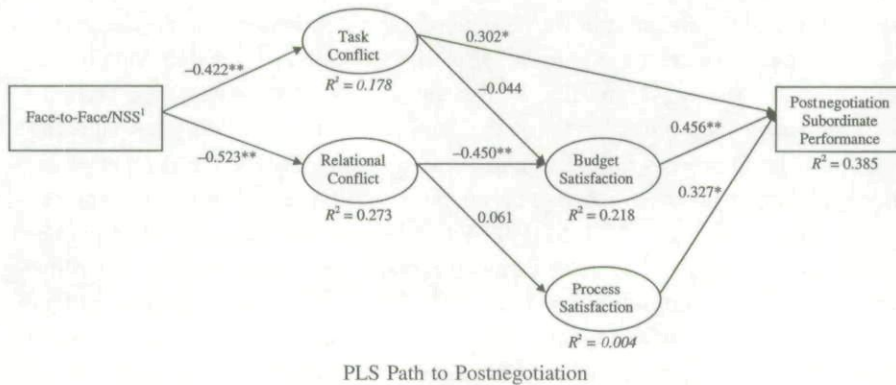 Task
Conflict
R² = 0.178
0.302*
-0.422**
-0.044
Face-to-Face/NSS¹
Postnegotiation
Subordinate
Performance
R² = 0.385
0.456**
-0.523**
Relational
Conflict
R² = 0.273
-0.450**
Budget
Satisfaction
R² = 0.218
0.327*
0.061
Process
Satisfaction
R² = 0.004
PLS Path to Postnegotiation